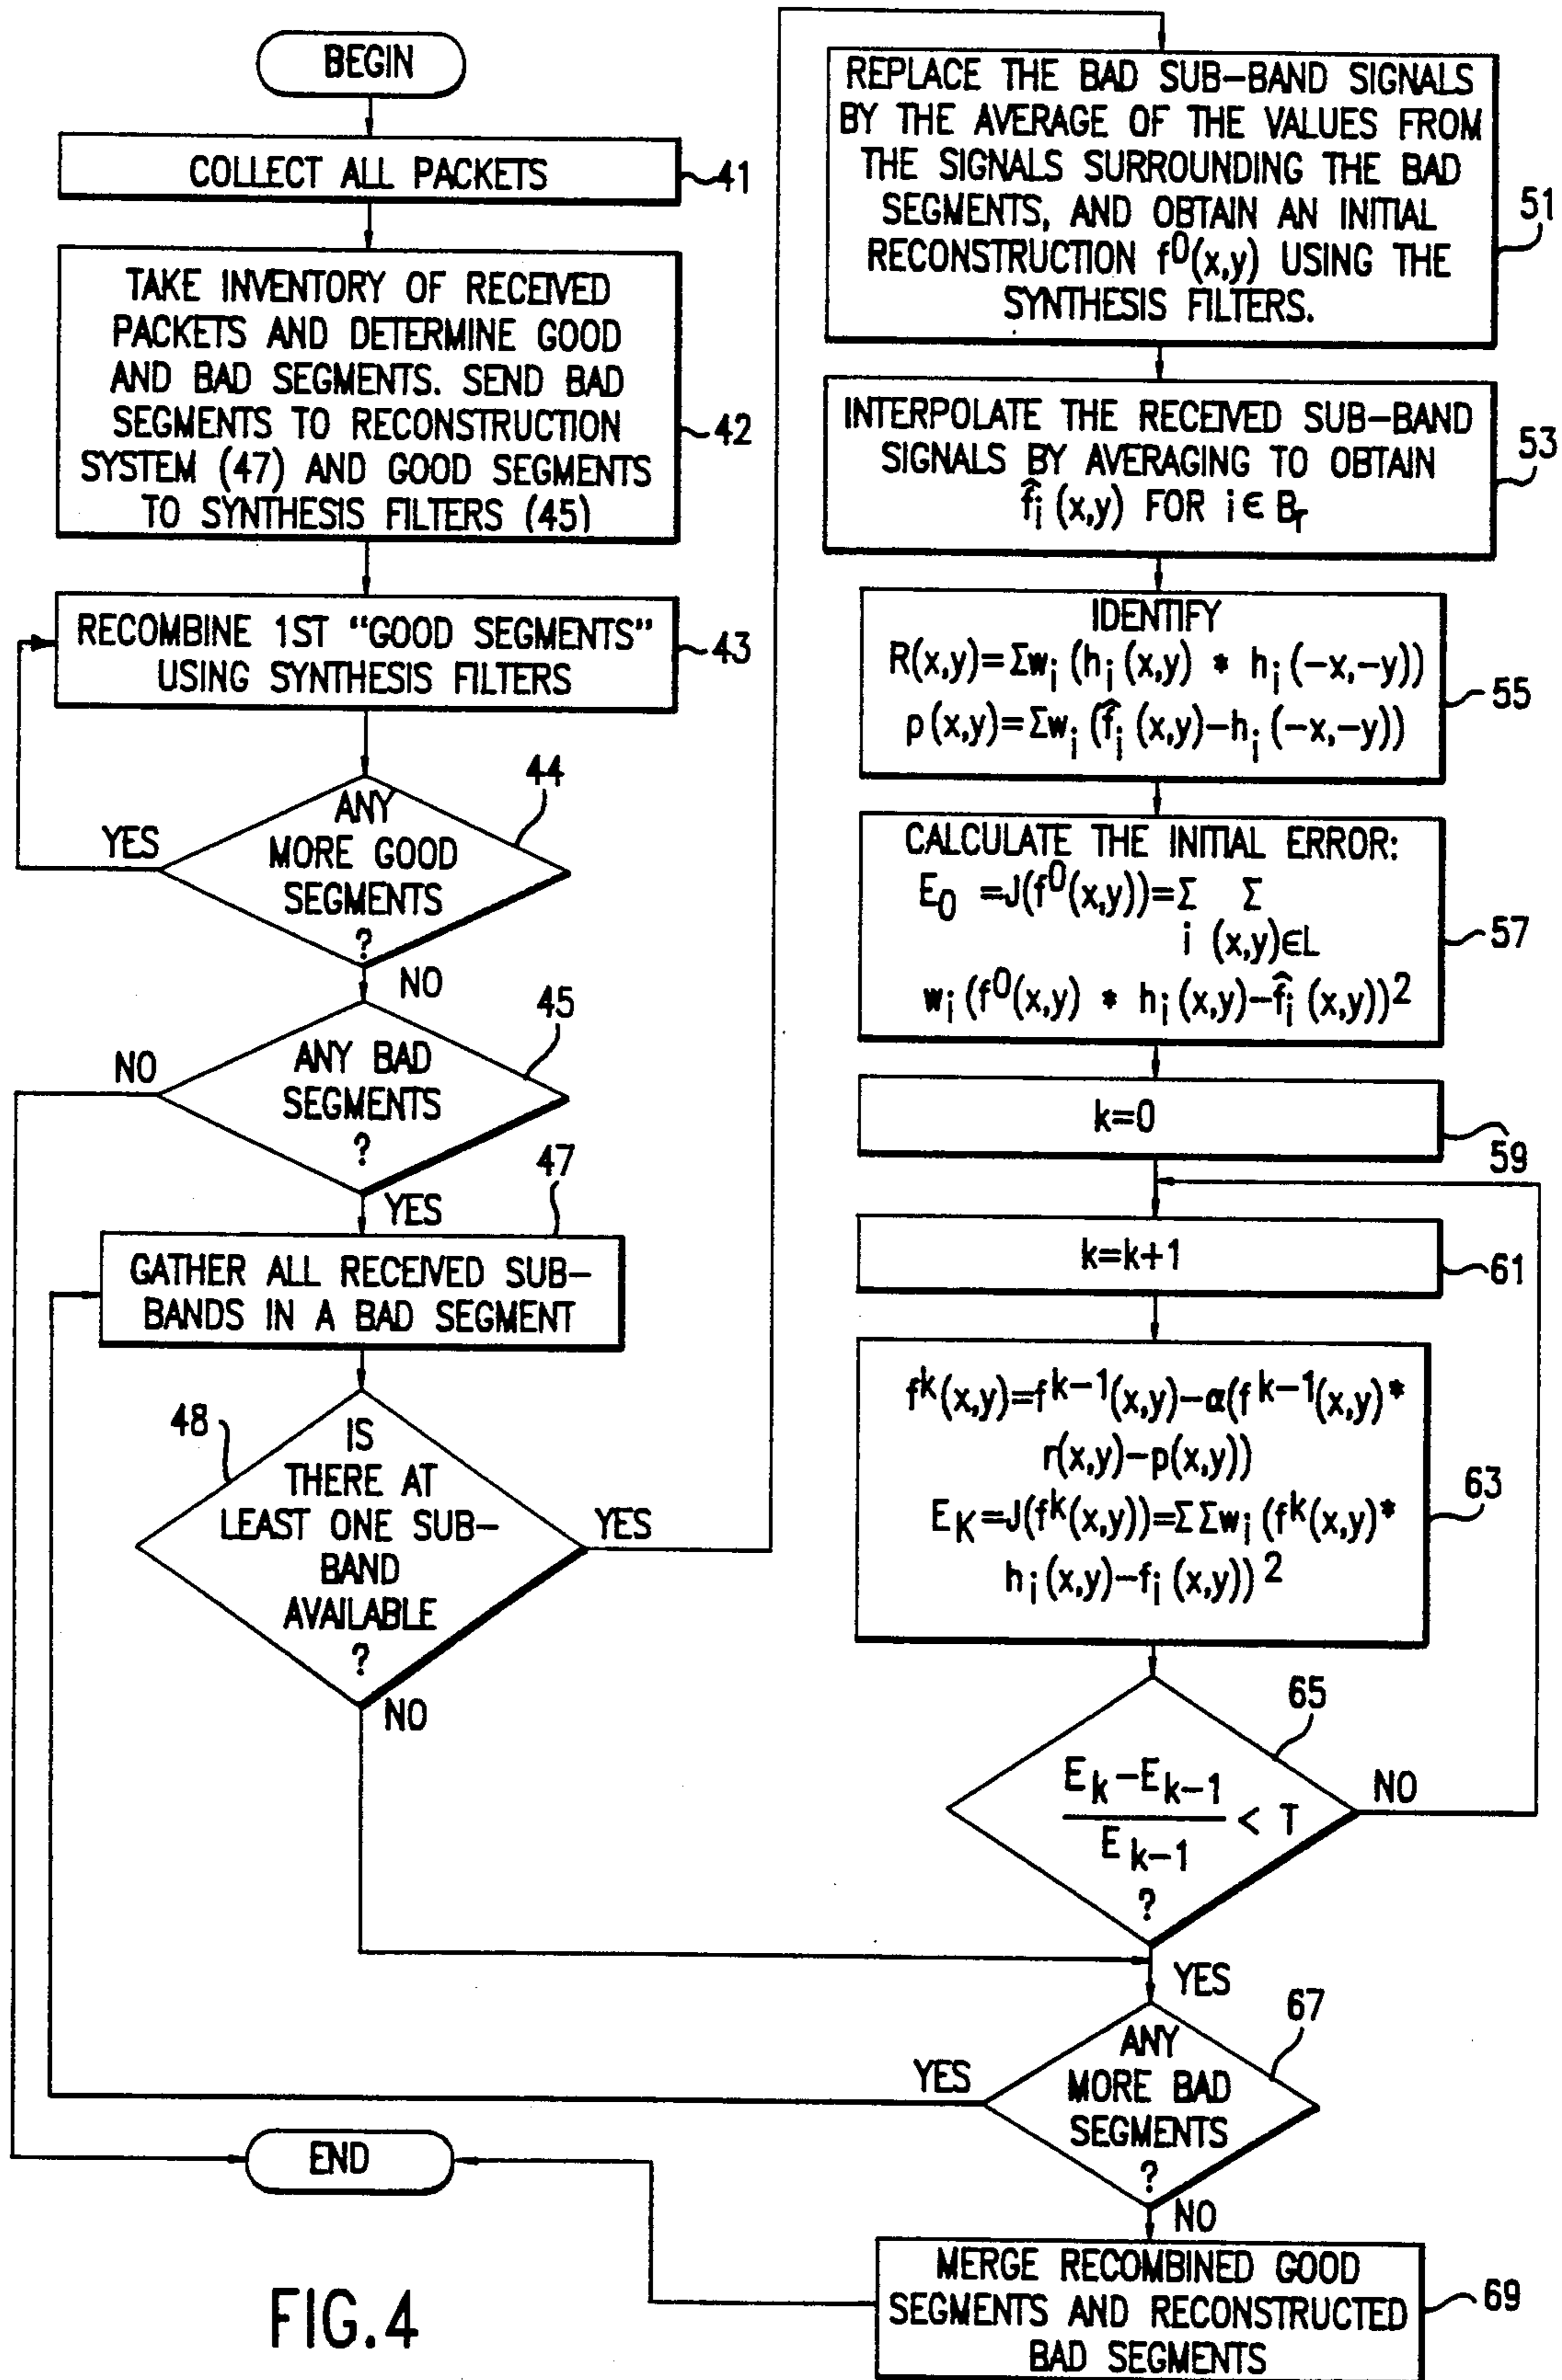 BEGIN
COLLECT ALL PACKETS
41
TAKE INVENTORY OF RECEIVED
PACKETS AND DETERMINE GOOD
AND BAD SEGMENTS. SEND BAD
SEGMENTS TO RECONSTRUCTION
SYSTEM (47) AND GOOD SEGMENTS
TO SYNTHESIS FILTERS (45)
42
RECOMBINE 1ST "GOOD SEGMENTS"
USING SYNTHESIS FILTERS
43
ANY
MORE GOOD
SEGMENTS
?
44
YES
NO
ANY BAD
SEGMENTS
?
45
NO
YES
47
GATHER ALL RECEIVED SUB-
BANDS IN A BAD SEGMENT
48
IS
THERE AT
LEAST ONE SUB-
BAND
AVAILABLE
?
YES
NO
REPLACE THE BAD SUB-BAND SIGNALS
BY THE AVERAGE OF THE VALUES FROM
THE SIGNALS SURROUNDING THE BAD
SEGMENTS, AND OBTAIN AN INITIAL
RECONSTRUCTION f⁰(x,y) USING THE
SYNTHESIS FILTERS.
51
INTERPOLATE THE RECEIVED SUB-BAND
SIGNALS BY AVERAGING TO OBTAIN
f̂ᵢ(x,y) FOR i∈Bᵣ
53
IDENTIFY
R(x,y)=Σwᵢ(hᵢ(x,y) * hᵢ(-x,-y))
p(x,y)=Σwᵢ(f̂ᵢ(x,y)-hᵢ(-x,-y))
55
CALCULATE THE INITIAL ERROR:
E₀ =J(f⁰(x,y))=Σ Σ
i (x,y)∈L
wᵢ(f⁰(x,y) * hᵢ(x,y)-f̂ᵢ(x,y))²
57
k=0
59
k=k+1
61
fᵏ(x,y)=fᵏ⁻¹(x,y)-α(fᵏ⁻¹(x,y)*
r(x,y)-p(x,y))
E_K=J(fᵏ(x,y))=ΣΣwᵢ(fᵏ(x,y)*
hᵢ(x,y)-fᵢ(x,y))²
63
65
E_k-E_k-1
E_k-1
< T
?
NO
YES
67
ANY
MORE BAD
SEGMENTS
?
YES
NO
MERGE RECOMBINED GOOD
SEGMENTS AND RECONSTRUCTED
BAD SEGMENTS
69
END
FIG.4